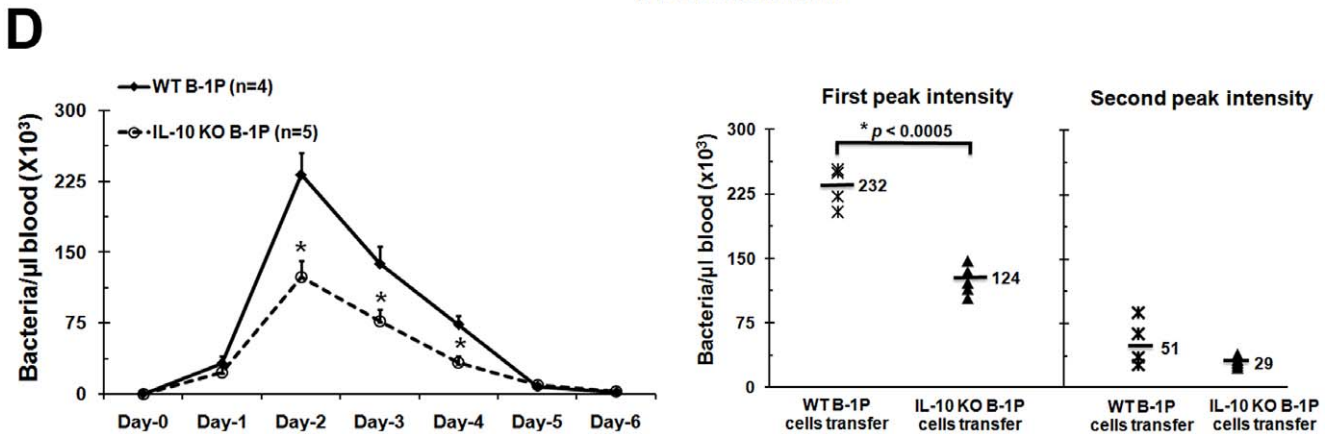 D
WT B-1P (n=4)
IL-10 KO B-1P (n=5)
Bacteria/µl blood (X10³)
300
225
150
75
0
*
*
*
Day-0 Day-1 Day-2 Day-3 Day-4 Day-5 Day-6
First peak intensity
Second peak intensity
Bacteria/µl blood (x10³)
300
225
150
75
0
* p < 0.0005
232
124
51
29
WT B-1P
cells transfer
IL-10 KO B-1P
cells transfer
WT B-1P
cells transfer
IL-10 KO B-1P
cells transfer